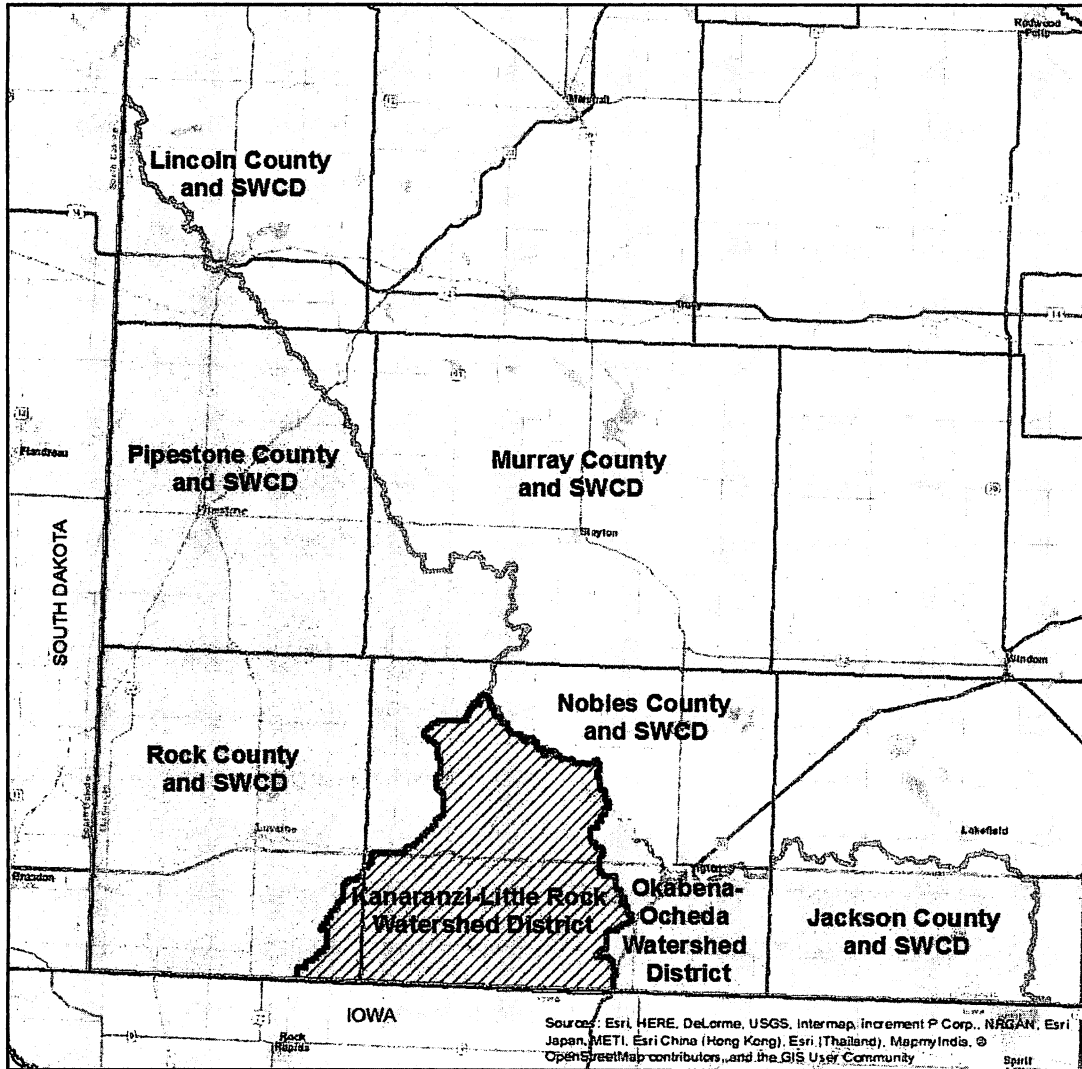 Redwood
Marshall
Lincoln County
and SWCD
14
Flandreau
Pipestone County
and SWCD
Pipestone
Murray County
and SWCD
Slayton
SOUTH DAKOTA
Windom
Nobles County
and SWCD
Rock County
and SWCD
Luverne
Lakefield
Brandon
Kanaranzi-Little Rock
Watershed District
Okabena-
Ocheda
Watershed
District
Jackson County
and SWCD
IOWA
Rock
Rapids
Sources: Esri, HERE, DeLorme, USGS, Intermap, increment P Corp., NRCAN, Esri
Japan, METI, Esri China (Hong Kong), Esri (Thailand), MapmyIndia, ©
OpenStreetMap contributors, and the GIS User Community
Spirit